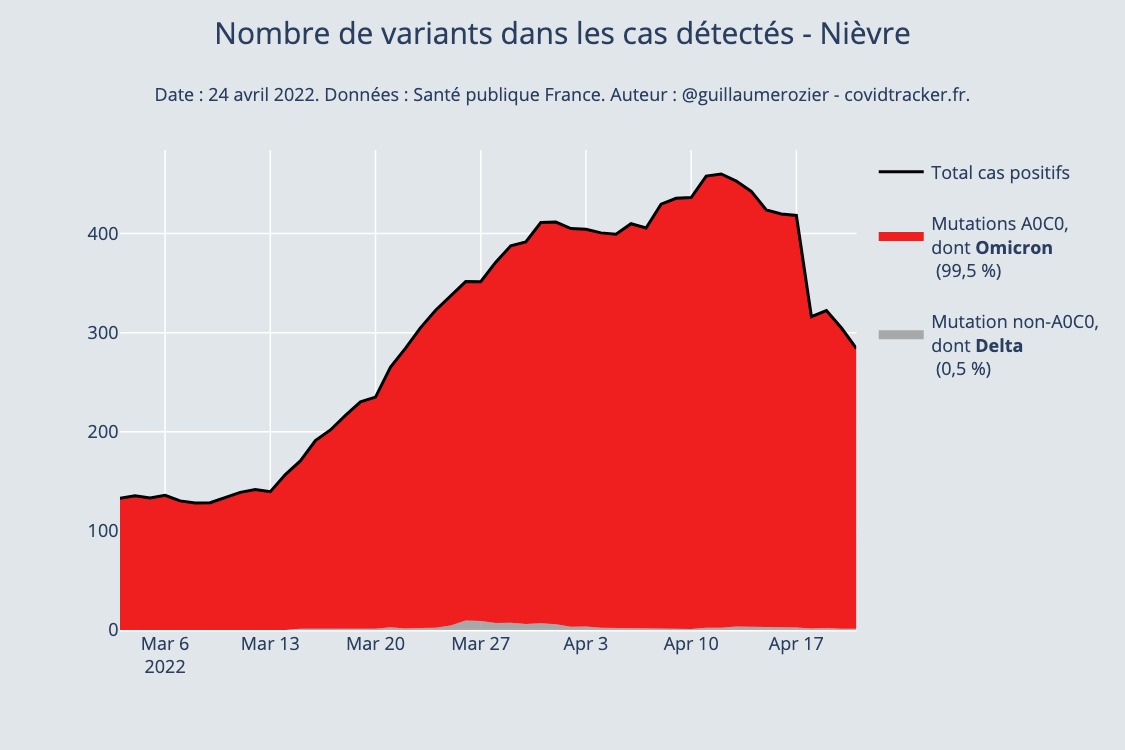 Nombre de variants dans les cas détectés - Nièvre
Date : 24 avril 2022. Données : Santé publique France. Auteur : @guillaumerozier - covidtracker.fr.
Total cas positifs
Mutations A0C0,
dont Omicron
(99,5 %)
Mutation non-A0C0,
dont Delta
(0,5 %)
400
300
200
100
0
Mar 6 Mar 13 Mar 20 Mar 27 Apr 3 Apr 10 Apr 17
2022